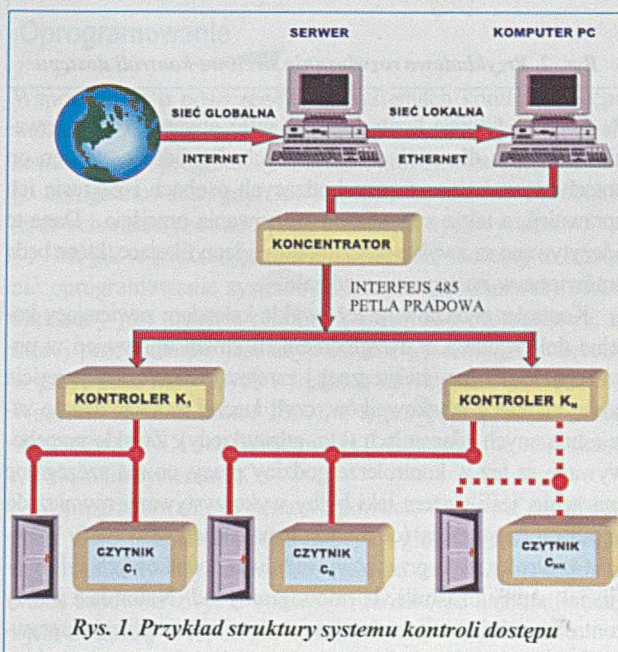 SERWER
KOMPUTER PC
SIEĆ GLOBALNA
SIEĆ LOKALNA
INTERNET
ETHERNET
KONCENTRATOR
INTERFEJS 485
PETLA PRADOWA
KONTROLER K₁
KONTROLER Kₙ
CZYTNIK
C₁
CZYTNIK
Cₙ
CZYTNIK
Cₙₙ
Rys. 1. Przykład struktury systemu kontroli dostępu